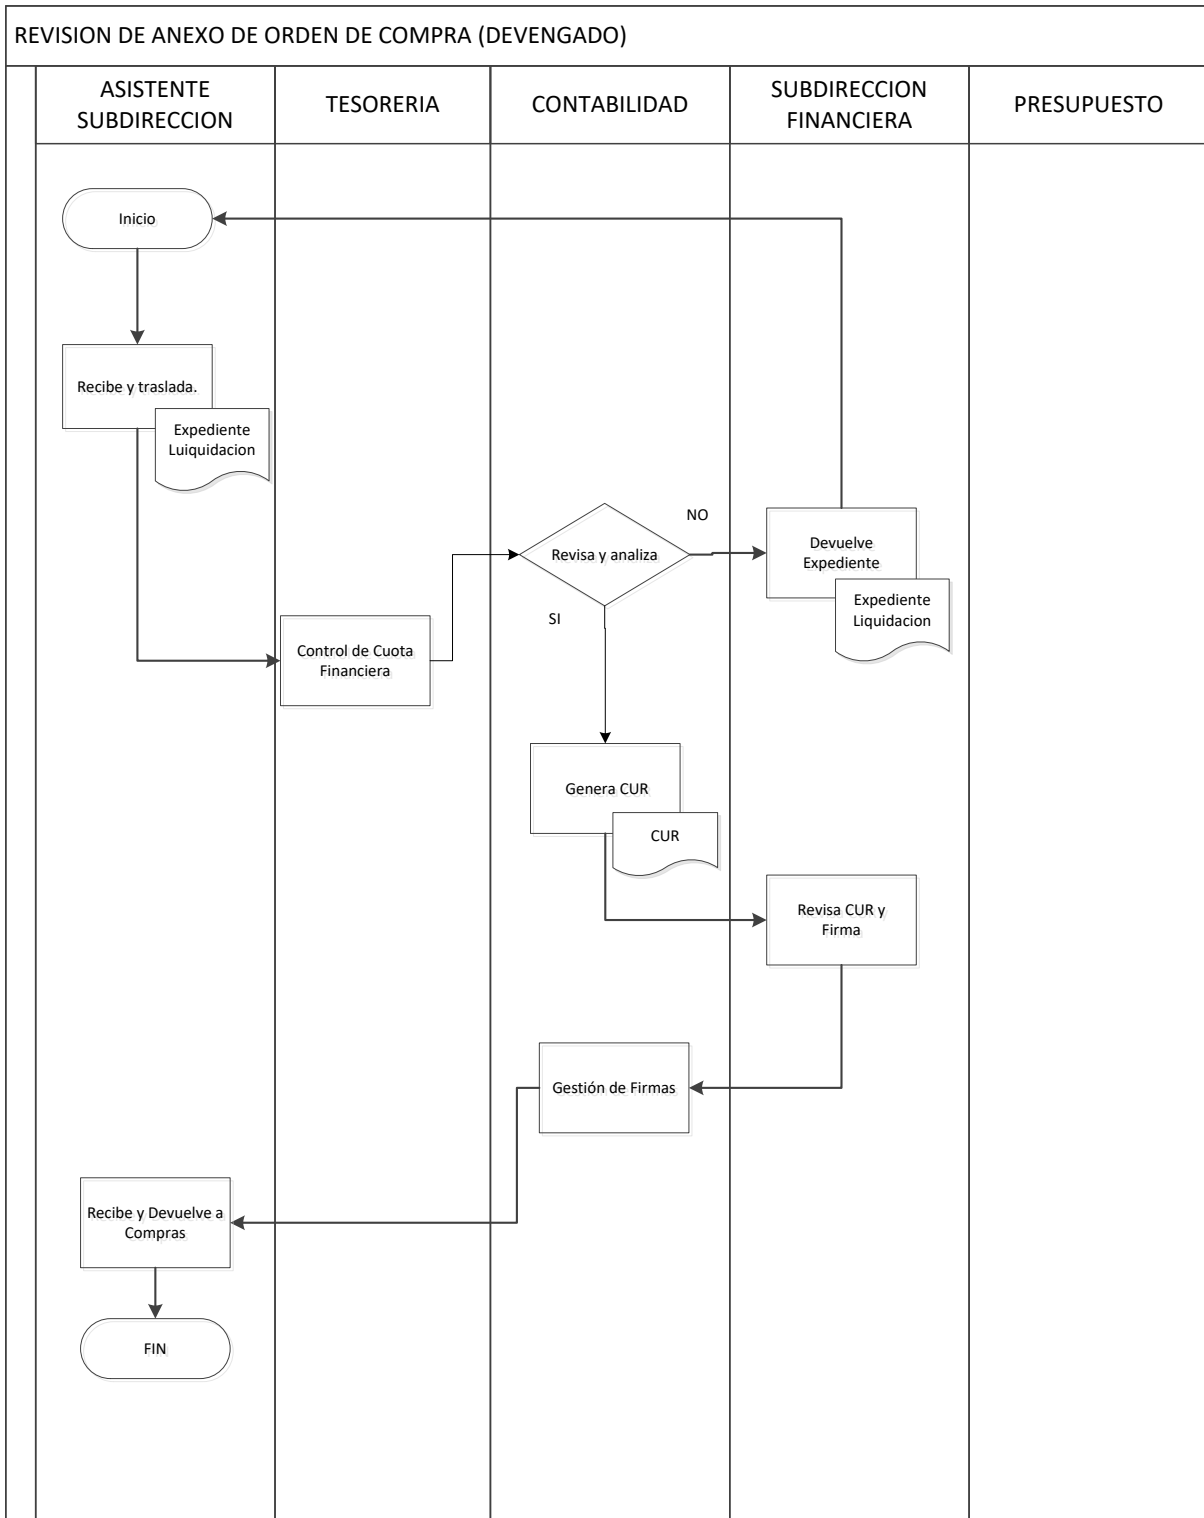 REVISION DE ANEXO DE ORDEN DE COMPRA (DEVENGADO)
ASISTENTE
SUBDIRECCION
TESORERIA
CONTABILIDAD
SUBDIRECCION
FINANCIERA
PRESUPUESTO
Inicio
Recibe y traslada.
Expediente
Luiquidacion
Revisa y analiza
NO
SI
Devuelve
Expediente
Expediente
Liquidacion
Control de Cuota
Financiera
Genera CUR
CUR
Revisa CUR y
Firma
Gestión de Firmas
Recibe y Devuelve a
Compras
FIN